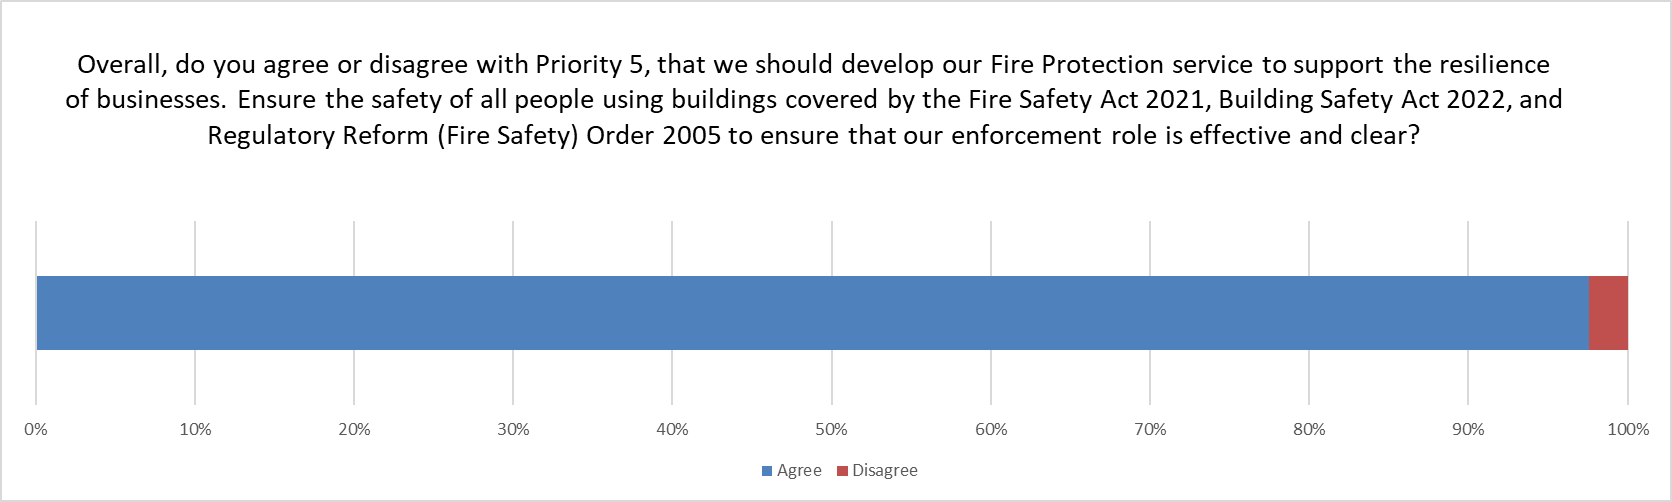 Overall, do you agree or disagree with Priority 5, that we should develop our Fire Protection service to support the resilience
of businesses. Ensure the safety of all people using buildings covered by the Fire Safety Act 2021, Building Safety Act 2022, and
Regulatory Reform (Fire Safety) Order 2005 to ensure that our enforcement role is effective and clear?
0% 10% 20% 30% 40% 50% 60% 70% 80% 90% 100%
Agree Disagree